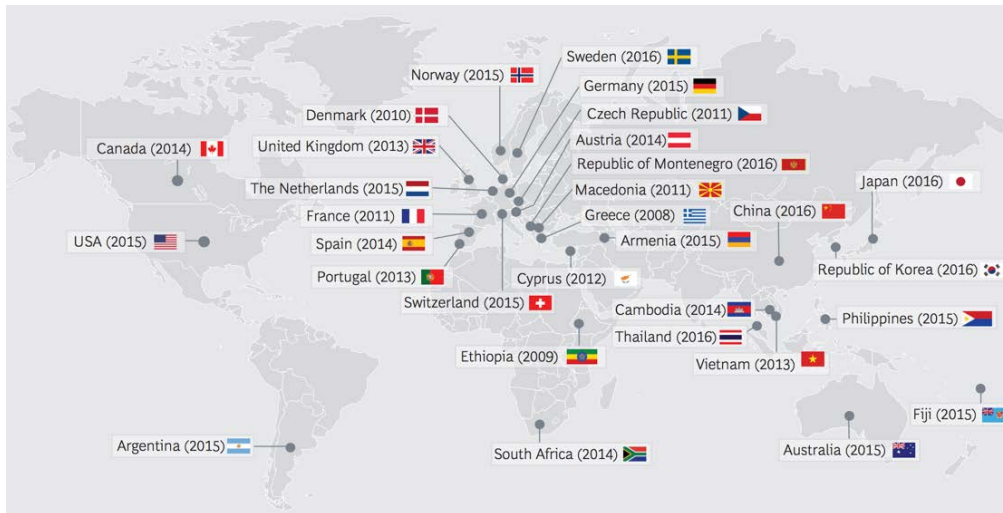 Sweden (2016)
Norway (2015)
Germany (2015)
Denmark (2010)
Czech Republic (2011)
Canada (2014)
United Kingdom (2013)
Austria (2014)
Republic of Montenegro (2016)
Japan (2016)
The Netherlands (2015)
Macedonia (2011)
France (2011)
Greece (2008)
China (2016)
USA (2015)
Spain (2014)
Armenia (2015)
Portugal (2013)
Cyprus (2012)
Republic of Korea (2016)
Switzerland (2015)
Cambodia (2014)
Philippines (2015)
Thailand (2016)
Ethiopia (2009)
Vietnam (2013)
Fiji (2015)
Argentina (2015)
South Africa (2014)
Australia (2015)